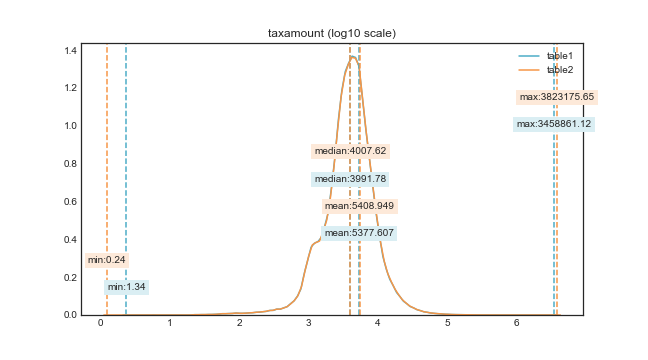 taxamount (log10 scale)
1.4
1.2
1.0
0.8
0.6
0.4
0.2
0.0
table1
table2
max:3823175.65
max:3458861.12
median:4007.62
median:3991.78
mean:5408.949
mean:5377.607
min:0.24
min:1.34
0 1 2 3 4 5 6